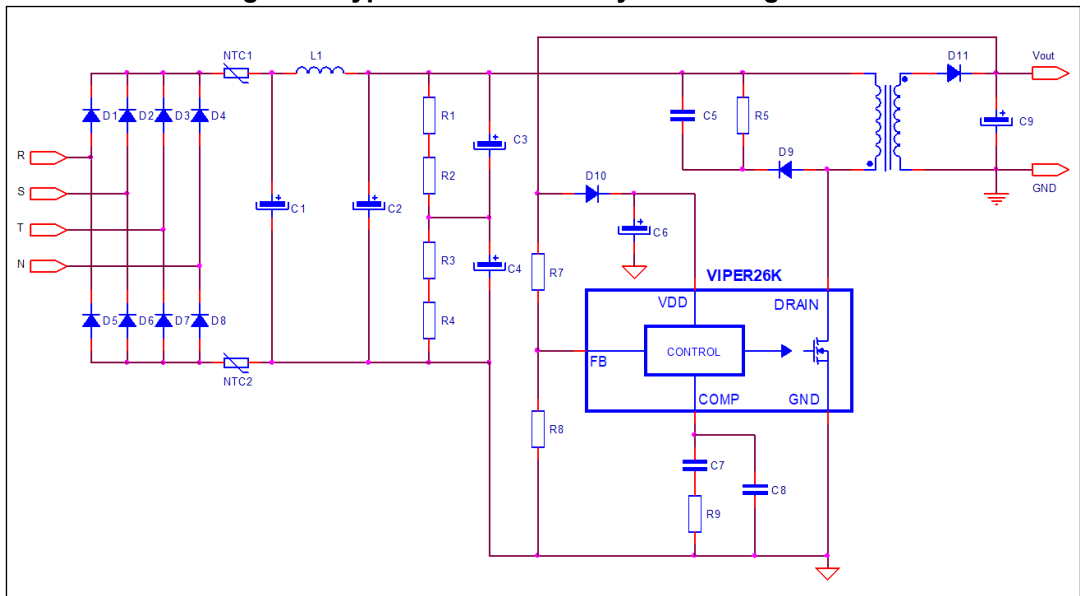 NTC1
L1
D11
Vout
D1
D2
D3
D4
R1
C5
R5
C9
C3
R
D9
R2
D10
GND
S
C1
C2
C6
T
N
R3
C4
R7
VIPER26K
VDD
DRAIN
D5
D6
D7
D8
R4
CONTROL
FB
NTC2
COMP
GND
R8
C7
C8
R9